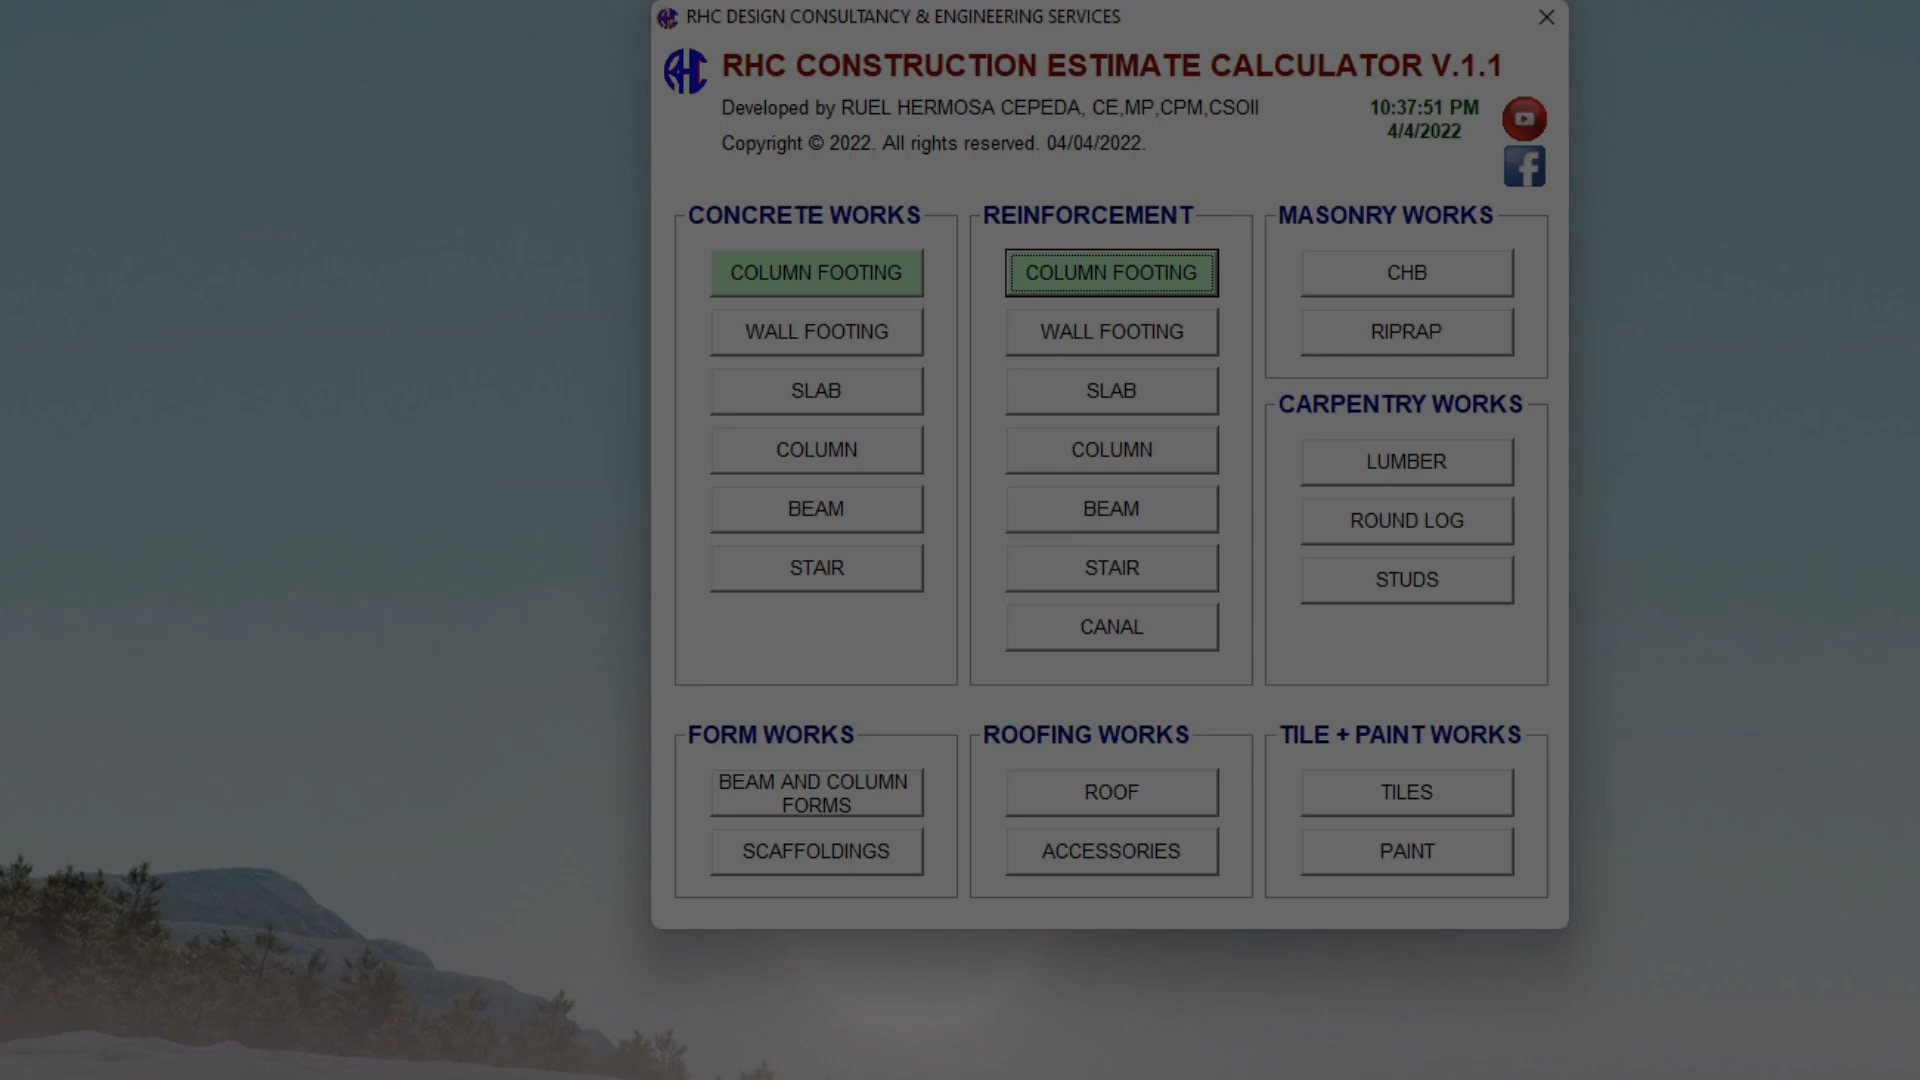 RHC DESIGN CONSULTANCY & ENGINEERING SERVICES
RHC
RHC CONSTRUCTION ESTIMATE CALCULATOR V.1.1
Developed by RUEL HERMOSA CEPEDA, CE,MP,CPM,CSOII
10:37:51 PM
4/4/2022
Copyright © 2022. All rights reserved. 04/04/2022.
CONCRETE WORKS
COLUMN FOOTING
WALL FOOTING
SLAB
COLUMN
BEAM
STAIR
REINFORCEMENT
COLUMN FOOTING
WALL FOOTING
SLAB
COLUMN
BEAM
STAIR
CANAL
MASONRY WORKS
CHB
RIPRAP
CARPENTRY WORKS
LUMBER
ROUND LOG
STUDS
FORM WORKS
BEAM AND COLUMN
FORMS
SCAFFOLDINGS
ROOFING WORKS
ROOF
ACCESSORIES
TILE + PAINT WORKS
TILES
PAINT